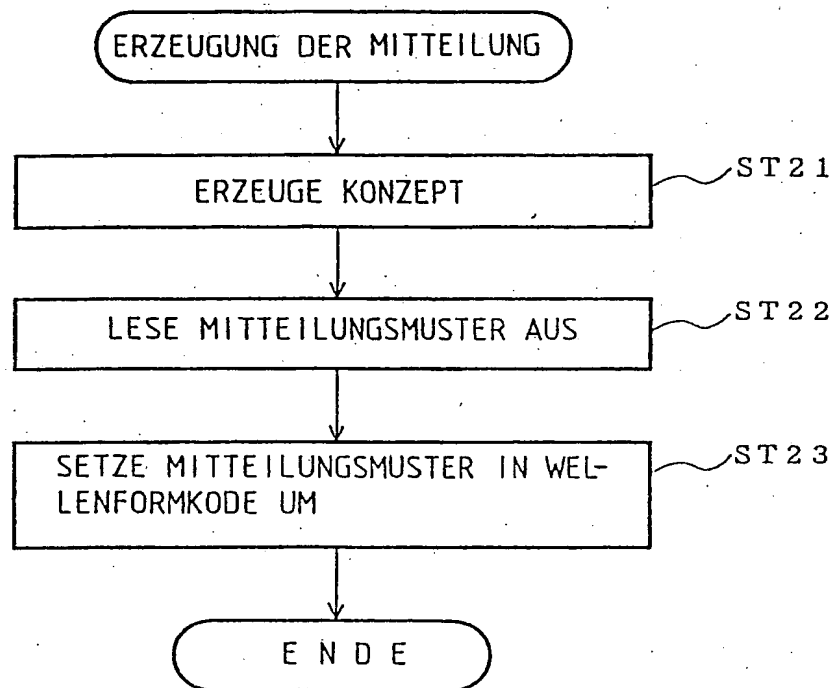 ERZEUGUNG DER MITTEILUNG
ERZEUGE KONZEPT
ST21
LESE MITTEILUNGSMUSTER AUS
ST22
SETZE MITTEILUNGSMUSTER IN WEL-
LENFORMKODE UM
ST23
ENDE